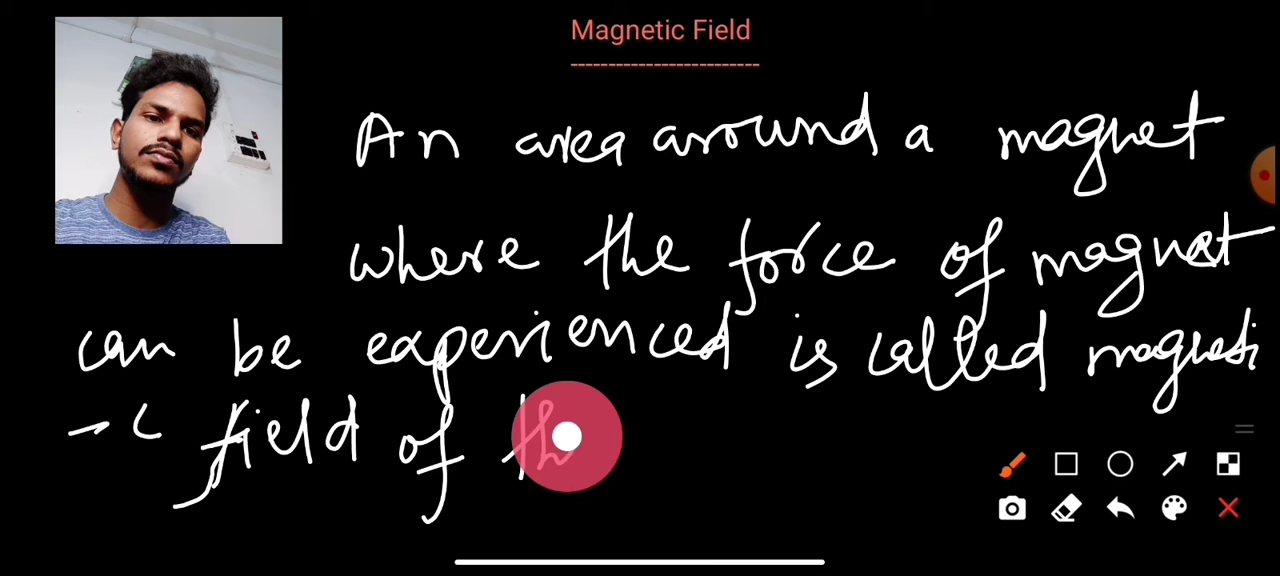 Magnetic Field
-------------------------
An area around a magnet
where the force of magnet
can be experienced is called magneti
-c field of th